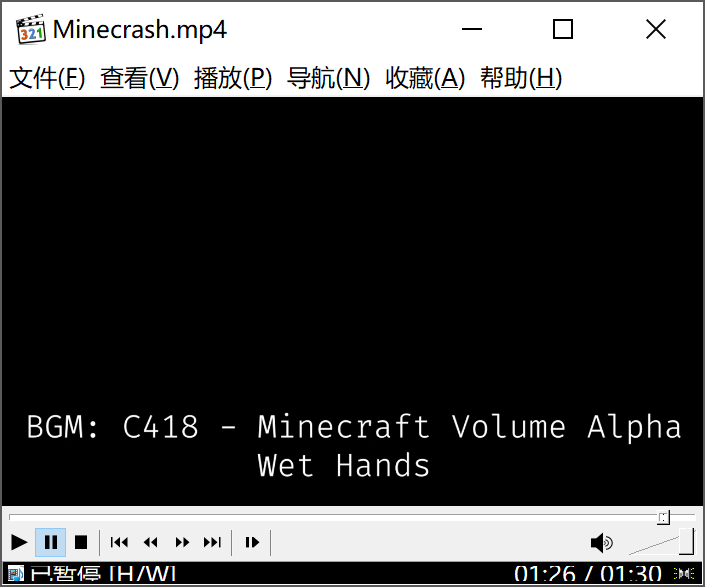 321 Minecrash.mp4
文件(F) 查看(V) 播放(P) 导航(N) 收藏(A) 帮助(H)
BGM: C418 - Minecraft Volume Alpha
Wet Hands
已暂停 [H/W] 01:26 / 01:30